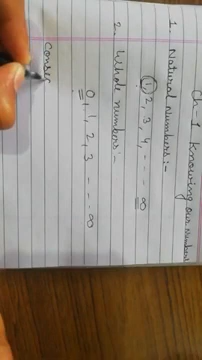 Ch-1 Knowing our Numbers
1. Natural numbers:-
1, 2, 3, 4, - - - - ∞
2. Whole numbers:-
0, 1, 2, 3 - - - - ∞
Consec